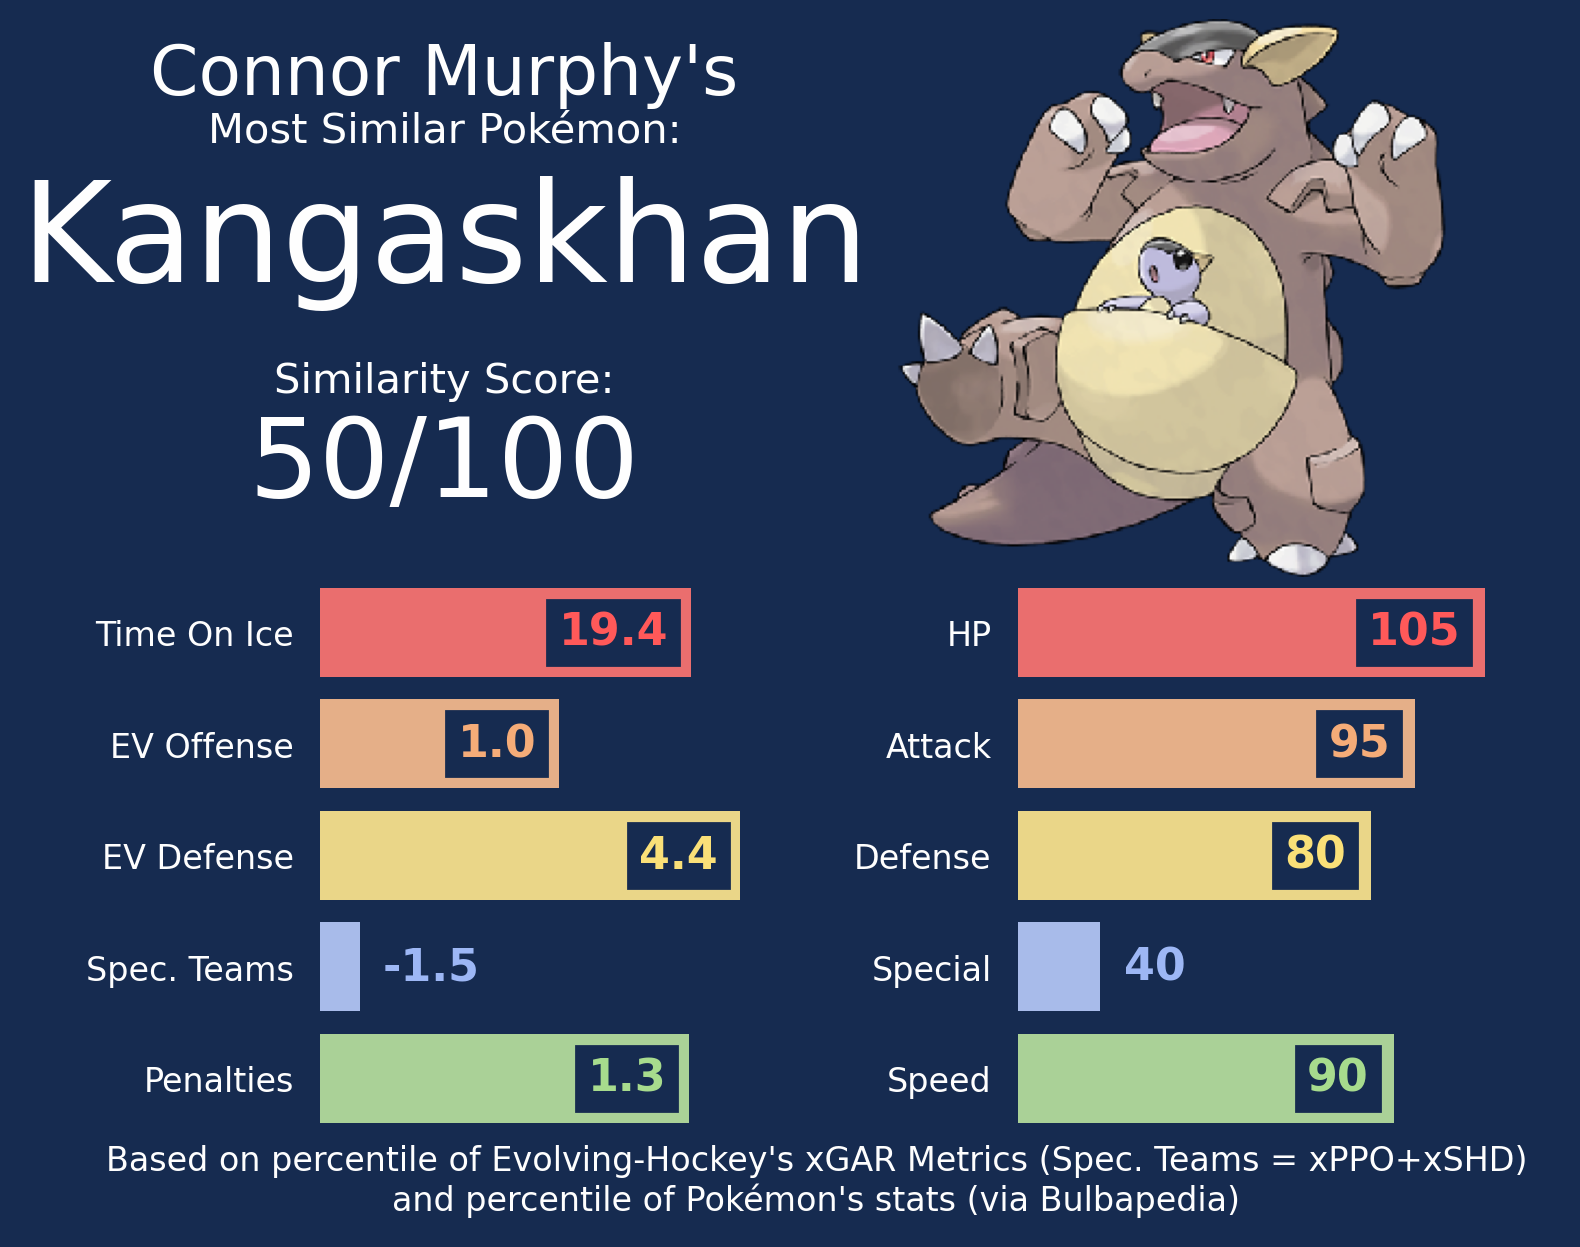 Connor Murphy's
Most Similar Pokémon:
Kangaskhan
Similarity Score:
50/100
Time On Ice 19.4
EV Offense 1.0
EV Defense 4.4
Spec. Teams -1.5
Penalties 1.3
HP 105
Attack 95
Defense 80
Special 40
Speed 90
Based on percentile of Evolving-Hockey's xGAR Metrics (Spec. Teams = xPPO+xSHD)
and percentile of Pokémon's stats (via Bulbapedia)